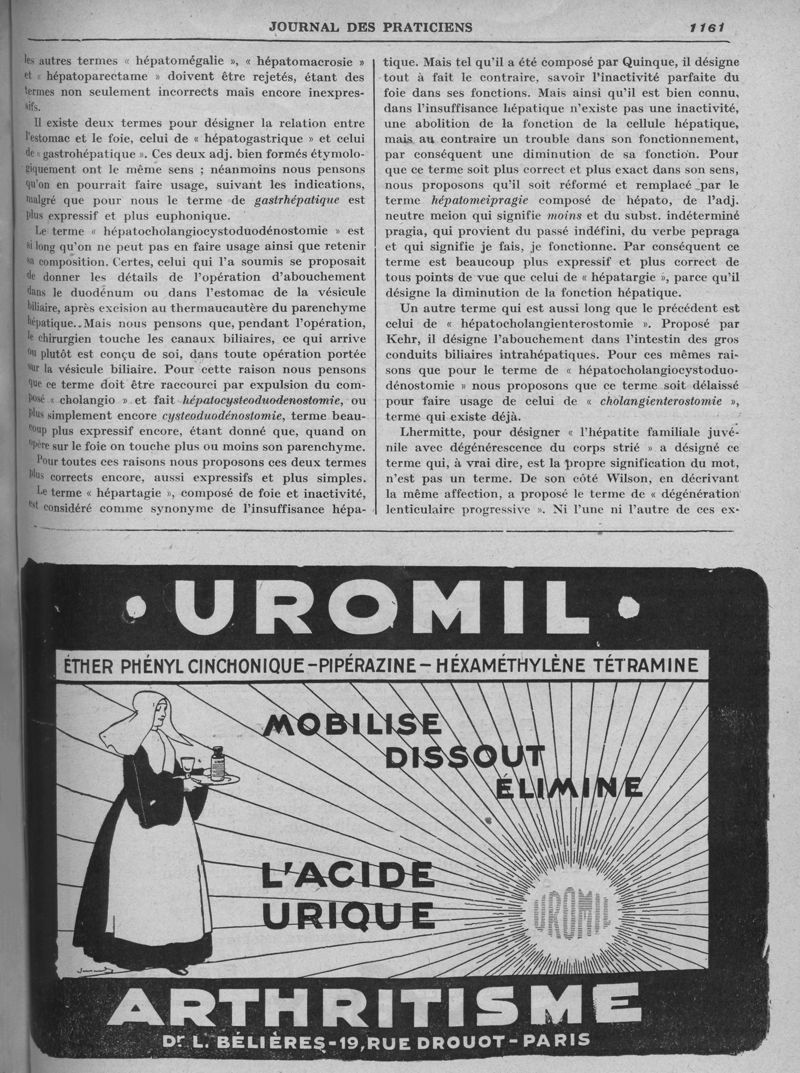 JOURNAL DES PRATICIENS
1161
les autres termes « hépatomégalie », « hépatomacrosie »
et « hépatoparectame » doivent être rejetés, étant des
termes non seulement incorrects mais encore inexpres-
sifs.
Il existe deux termes pour désigner la relation entre
l'estomac et le foie, celui de « hépatogastrique » et celui
de « gastrohépatique ». Ces deux adj. bien formés étymolo-
giquement ont le même sens ; néanmoins nous pensons
qu'on en pourrait faire usage, suivant les indications,
malgré que pour nous le terme de gastrhépatique est
plus expressif et plus euphonique.
Le terme « hépatocholangiocystoduodénostomie » est
si long qu'on ne peut pas en faire usage ainsi que retenir
sa composition. Certes, celui qui l'a soumis se proposait
de donner les détails de l'opération d'abouchement
dans le duodénum ou dans l'estomac de la vésicule
biliaire, après excision au thermaucautère du parenchyme
hépatique. Mais nous pensons que, pendant l'opération,
le chirurgien touche les canaux biliaires, ce qui arrive
ou plutôt est conçu de soi, dans toute opération portée
sur la vésicule biliaire. Pour cette raison nous pensons
que ce terme doit être raccourci par expulsion du com-
posé « cholangio » et fait hépatocysteoduodenostomie, ou
plus simplement encore cysteoduodénostomie, terme beau-
coup plus expressif encore, étant donné que, quand on
opère sur le foie on touche plus ou moins son parenchyme.
Pour toutes ces raisons nous proposons ces deux termes
plus corrects encore, aussi expressifs et plus simples.
Le terme « hépartagie », composé de foie et inactivité,
est considéré comme synonyme de l'insuffisance hépa-
tique. Mais tel qu'il a été composé par Quinque, il désigne
tout à fait le contraire, savoir l'inactivité parfaite du
foie dans ses fonctions. Mais ainsi qu'il est bien connu,
dans l'insuffisance hépatique n'existe pas une inactivité,
une abolition de la fonction de la cellule hépatique,
mais au contraire un trouble dans son fonctionnement,
par conséquent une diminution de sa fonction. Pour
que ce terme soit plus correct et plus exact dans son sens,
nous proposons qu'il soit réformé et remplacé par le
terme hépatomeipragie composé de hépato, de l'adj.
neutre meion qui signifie moins et du subst. indéterminé
pragia, qui provient du passé indéfini, du verbe pepraga
et qui signifie je fais, je fonctionne. Par conséquent ce
terme est beaucoup plus expressif et plus correct de
tous points de vue que celui de « hépatargie », parce qu'il
désigne la diminution de la fonction hépatique.
Un autre terme qui est aussi long que le précédent est
celui de « hépatocholangienterostomie ». Proposé par
Kehr, il désigne l'abouchement dans l'intestin des gros
conduits biliaires intrahépatiques. Pour ces mêmes rai-
sons que pour le terme de « hépatocholangiocystoduo-
dénostomie » nous proposons que ce terme soit délaissé
pour faire usage de celui de « cholangienterostomie »,
terme qui existe déjà.
Lhermitte, pour désigner « l'hépatite familiale juvé-
nile avec dégénérescence du corps strié » a désigné ce
terme qui, à vrai dire, est la propre signification du mot,
n'est pas un terme. De son côté Wilson, en décrivant
la même affection, a proposé le terme de « dégénération
lenticulaire progressive ». Ni l'une ni l'autre de ces ex-
• UROMIL •
ÉTHER PHÉNYL CINCHONIQUE - PIPÉRAZINE - HÉXAMÉTHYLÈNE TÉTRAMINE
MOBILISE
DISSOUT
ÉLIMINE
L'ACIDE
URIQUE
UROMIL
ARTHRITISME
Dr L. BÉLIÈRES - 19, RUE DROUOT - PARIS